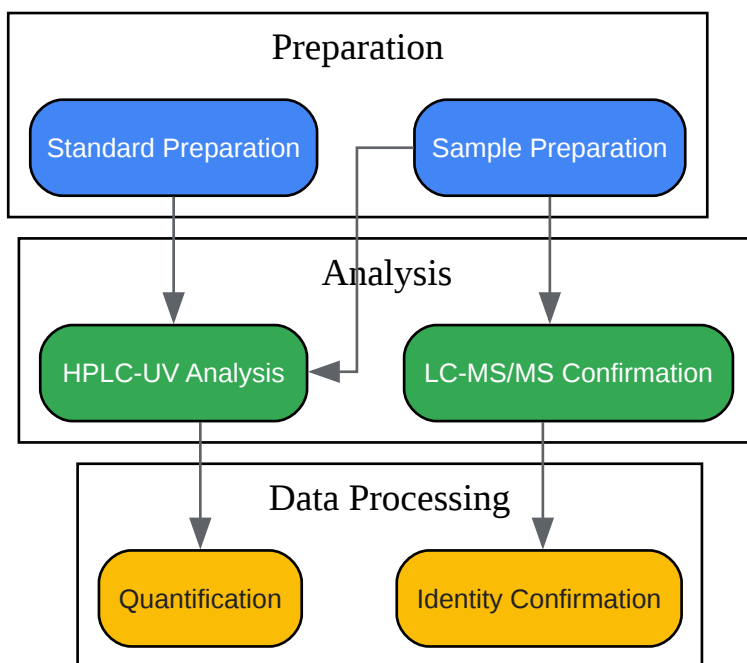 Preparation
Standard Preparation
Sample Preparation
Analysis
HPLC-UV Analysis
LC-MS/MS Confirmation
Data Processing
Quantification
Identity Confirmation